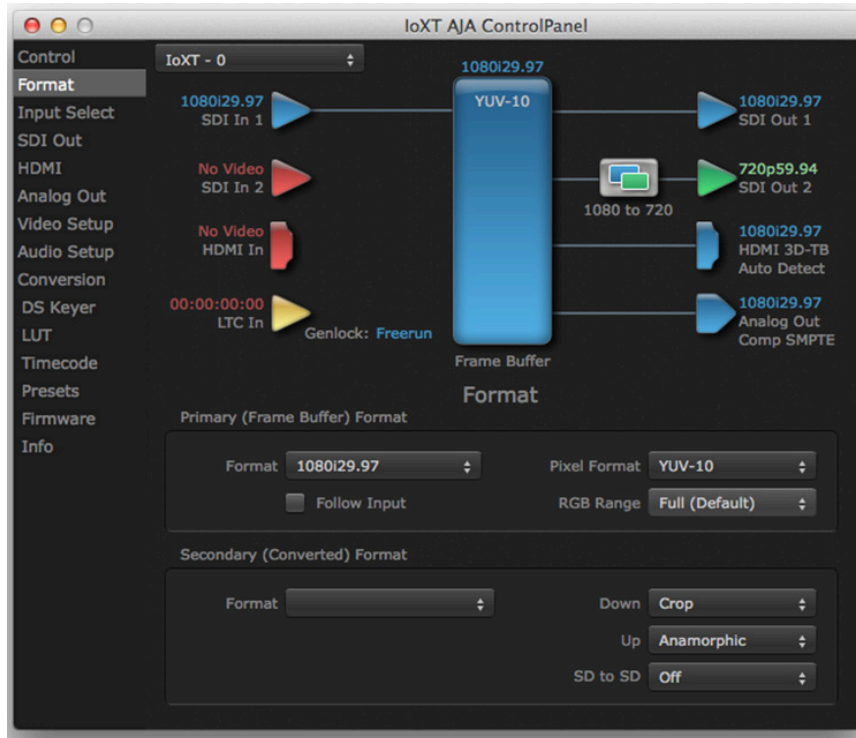 IoXT AJA ControlPanel
Control
Format
Input Select
SDI Out
HDMI
Analog Out
Video Setup
Audio Setup
Conversion
DS Keyer
LUT
Timecode
Presets
Firmware
Info
IoXT - 0
1080i29.97
1080i29.97
SDI In 1
YUV-10
1080i29.97
SDI Out 1
No Video
SDI In 2
1080 to 720
720p59.94
SDI Out 2
No Video
HDMI In
1080i29.97
HDMI 3D-TB
Auto Detect
00:00:00:00
LTC In
Genlock: Freerun
1080i29.97
Analog Out
Comp SMPTE
Frame Buffer
Format
Primary (Frame Buffer) Format
Format 1080i29.97
Pixel Format YUV-10
Follow Input
RGB Range Full (Default)
Secondary (Converted) Format
Format
Down Crop
Up Anamorphic
SD to SD Off